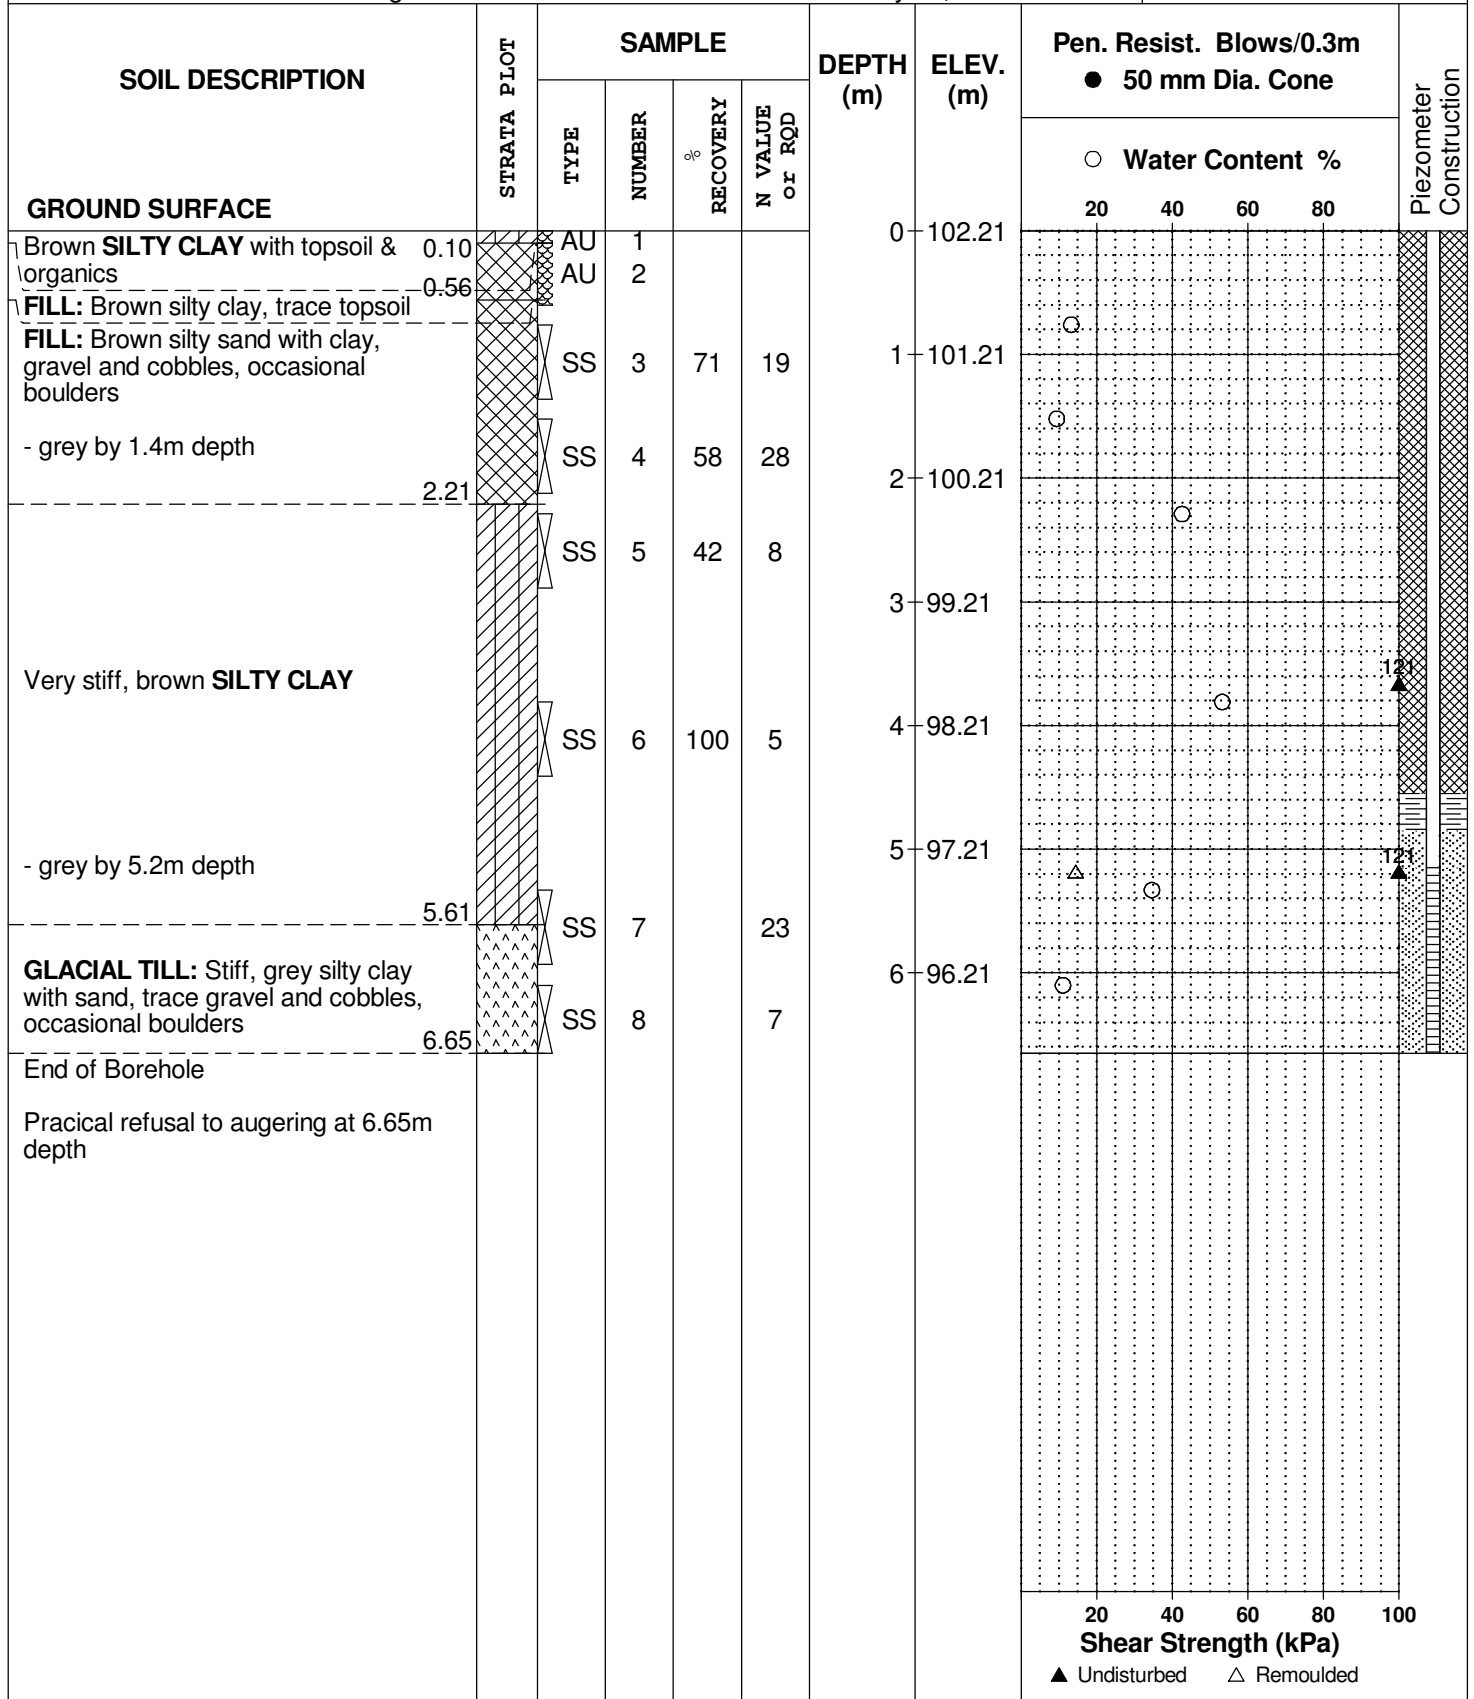 SOIL DESCRIPTION
GROUND SURFACE
STRATA PLOT
SAMPLE
TYPE
NUMBER
%
RECOVERY
N VALUE
or RQD
DEPTH
(m)
ELEV.
(m)
Pen. Resist. Blows/0.3m
● 50 mm Dia. Cone
○ Water Content %
20 40 60 80
Piezometer
Construction
Brown SILTY CLAY with topsoil & 0.10
organics
0.56
FILL: Brown silty clay, trace topsoil
FILL: Brown silty sand with clay,
gravel and cobbles, occasional
boulders
- grey by 1.4m depth
2.21
Very stiff, brown SILTY CLAY
- grey by 5.2m depth
5.61
GLACIAL TILL: Stiff, grey silty clay
with sand, trace gravel and cobbles,
occasional boulders
6.65
End of Borehole
Pracical refusal to augering at 6.65m
depth
AU 1
AU 2
SS 3 71 19
SS 4 58 28
SS 5 42 8
SS 6 100 5
SS 7 23
SS 8 7
0 102.21
1 101.21
2 100.21
3 99.21
4 98.21
5 97.21
6 96.21
121
121
20 40 60 80 100
Shear Strength (kPa)
▲ Undisturbed △ Remoulded